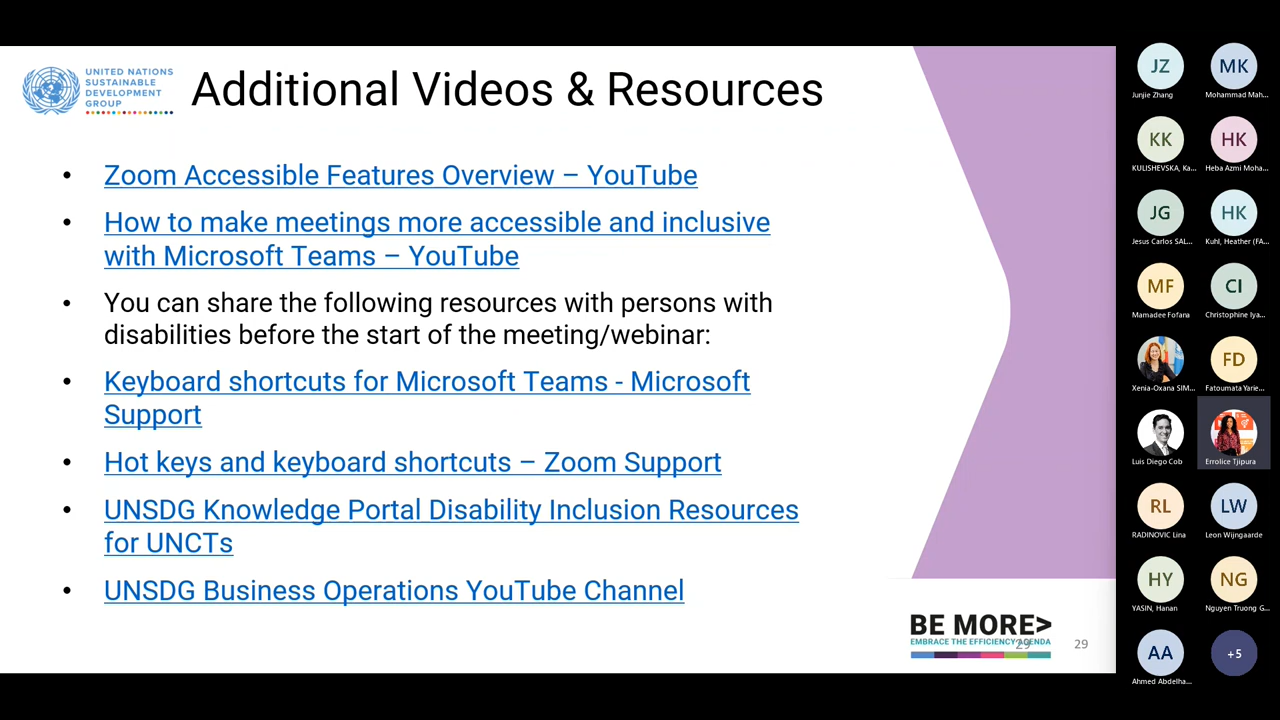 UNITED NATIONS
SUSTAINABLE
DEVELOPMENT
GROUP
Additional Videos & Resources
• Zoom Accessible Features Overview – YouTube
• How to make meetings more accessible and inclusive
with Microsoft Teams – YouTube
• You can share the following resources with persons with
disabilities before the start of the meeting/webinar:
• Keyboard shortcuts for Microsoft Teams - Microsoft
Support
• Hot keys and keyboard shortcuts – Zoom Support
• UNSDG Knowledge Portal Disability Inclusion Resources
for UNCTs
• UNSDG Business Operations YouTube Channel
BE MORE>
EMBRACE THE EFFICIENCY AGENDA
29
29
JZ
Junjie Zhang
MK
Mohammad Mah...
KK
KULISHEVSKA, Ka...
HK
Heba Azmi Moha...
JG
Jesus Carlos SAL...
HK
Kuhl, Heather (FA...
MF
Mamadee Fofana
CI
Christophine Iya...
Xenia-Oxana SIM...
FD
Fatoumata Yarie...
Luis Diego Cob
Errolice Tjipura
RL
RADINOVIC Lina
LW
Leon Wijngaarde
HY
YASIN, Hanan
NG
Nguyen Truong G...
AA
Ahmed Abdelha...
+5